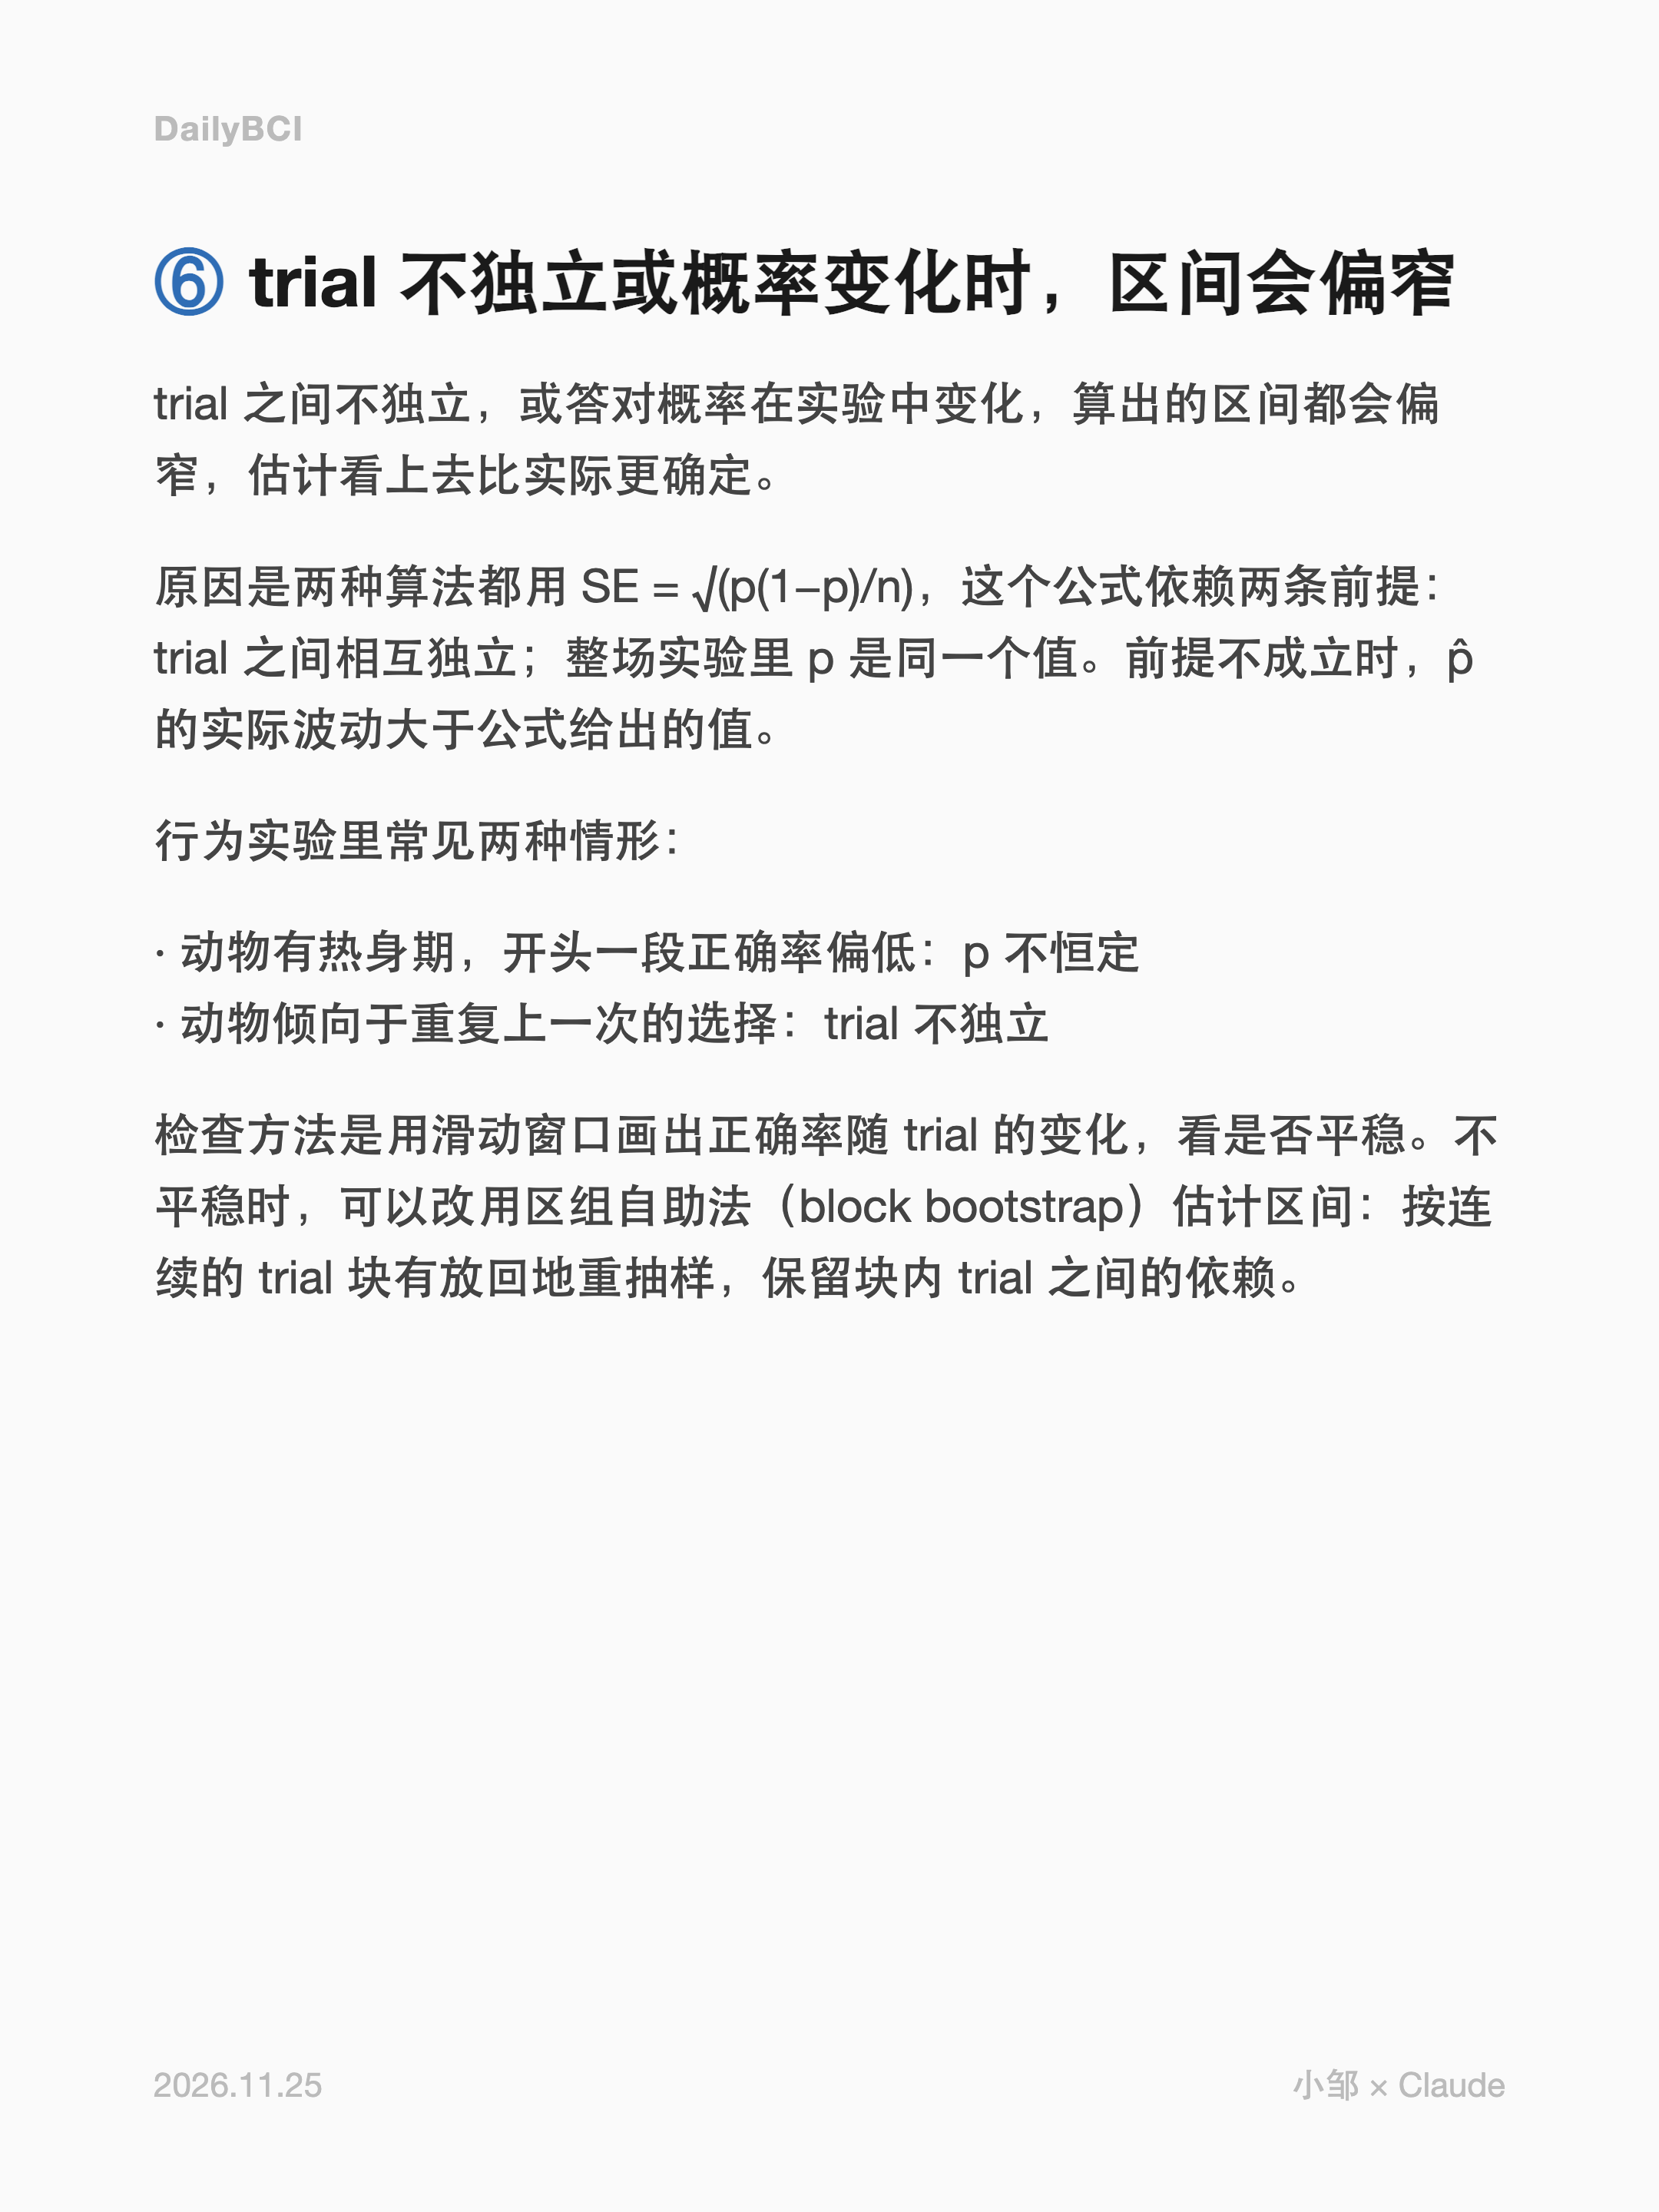 DailyBCI
⑥ trial 不独立或概率变化时，区间会偏窄
trial 之间不独立，或答对概率在实验中变化，算出的区间都会偏
窄，估计看上去比实际更确定。
原因是两种算法都用 SE = √(p(1−p)/n)，这个公式依赖两条前提：
trial 之间相互独立；整场实验里 p 是同一个值。前提不成立时，p̂
的实际波动大于公式给出的值。
行为实验里常见两种情形：
· 动物有热身期，开头一段正确率偏低：p 不恒定
· 动物倾向于重复上一次的选择：trial 不独立
检查方法是用滑动窗口画出正确率随 trial 的变化，看是否平稳。不
平稳时，可以改用区组自助法（block bootstrap）估计区间：按连
续的 trial 块有放回地重抽样，保留块内 trial 之间的依赖。
2026.11.25
小邹 × Claude